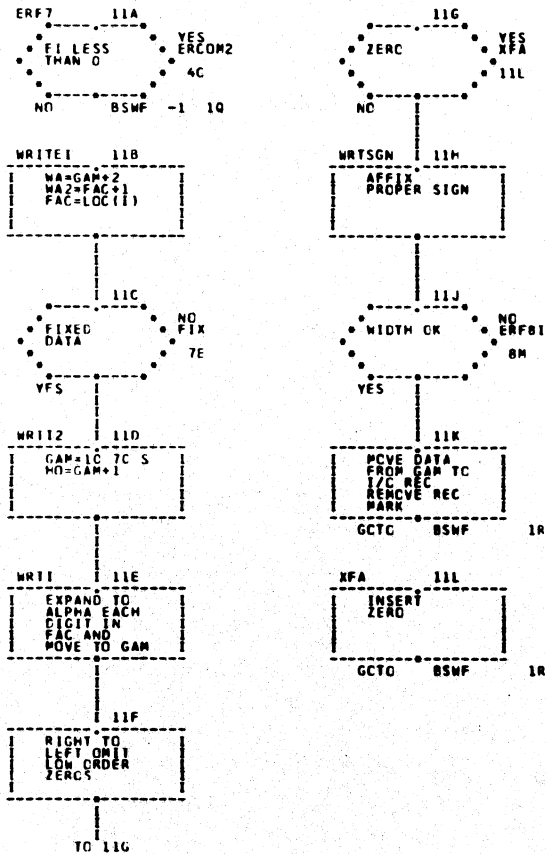 ERF7 11A
FI LESS
THAN 0
YES
ERCOM2
4C
NO BSWF -1 1Q
WRITEI 11B
WA=GAM+2
WA2=FAC+1
FAC=LOC(I)
11C
FIXED
DATA
NO
FIX
7E
YES
WRTI2 11D
GAM=10 7C S
HO=GAM+1
WRTI 11E
EXPAND TO
ALPHA EACH
DIGIT IN
FAC AND
MOVE TO GAM
11F
RIGHT TO
LEFT OMIT
LOW ORDER
ZEROS
TO 11G
11G
ZERO
YES
XFA
11L
NO
WRTSGN 11H
AFFIX
PROPER SIGN
11J
WIDTH OK
NO
ERF8I
8M
YES
11K
MOVE DATA
FROM GAM TO
I/O REC
REMOVE REC
MARK
GOTO BSWF 1R
XFA 11L
INSERT
ZERO
GOTO BSWF 1R